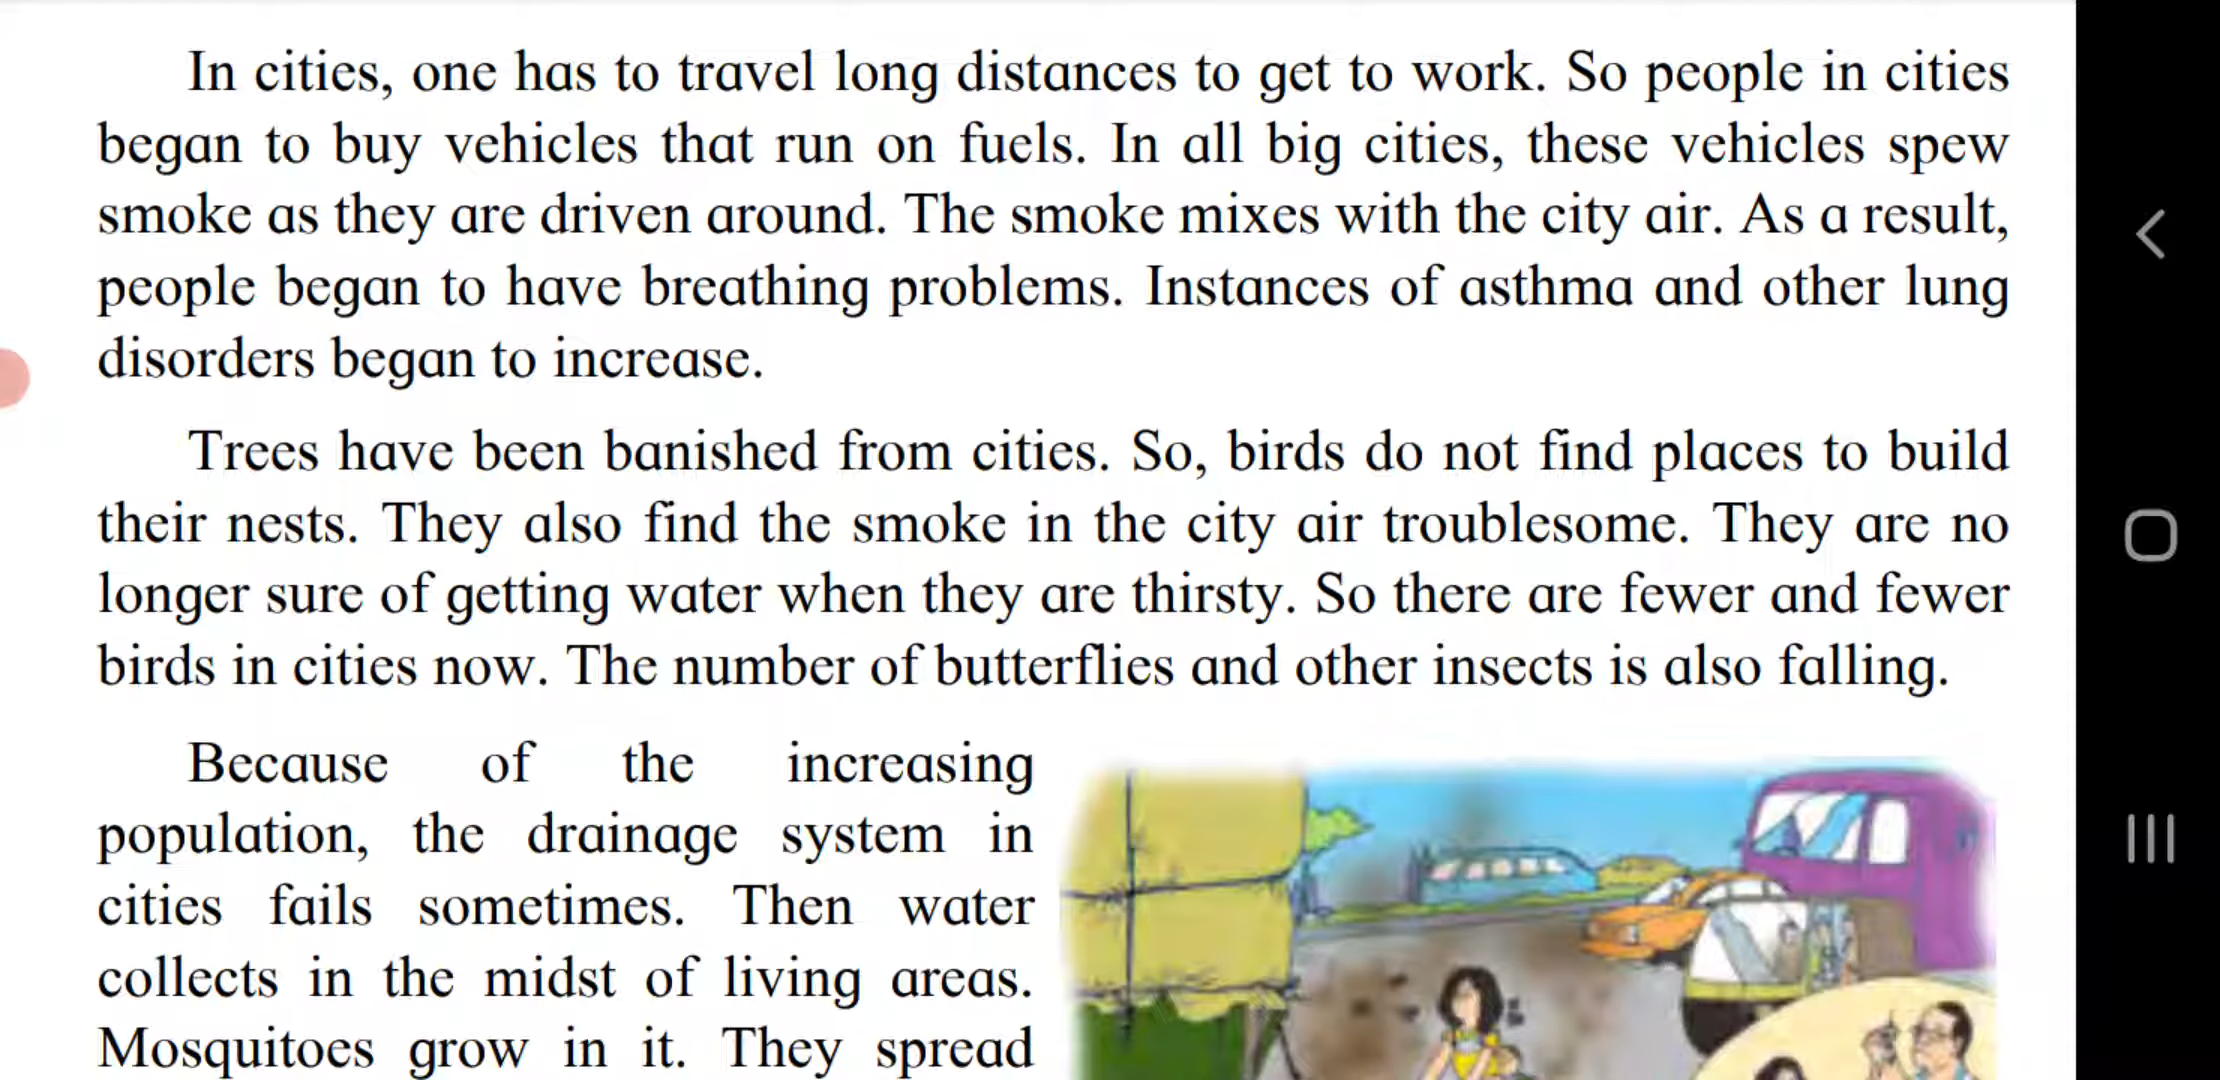 In cities, one has to travel long distances to get to work. So people in cities
began to buy vehicles that run on fuels. In all big cities, these vehicles spew
smoke as they are driven around. The smoke mixes with the city air. As a result,
people began to have breathing problems. Instances of asthma and other lung
disorders began to increase.
Trees have been banished from cities. So, birds do not find places to build
their nests. They also find the smoke in the city air troublesome. They are no
longer sure of getting water when they are thirsty. So there are fewer and fewer
birds in cities now. The number of butterflies and other insects is also falling.
Because of the increasing
population, the drainage system in
cities fails sometimes. Then water
collects in the midst of living areas.
Mosquitoes grow in it. They spread